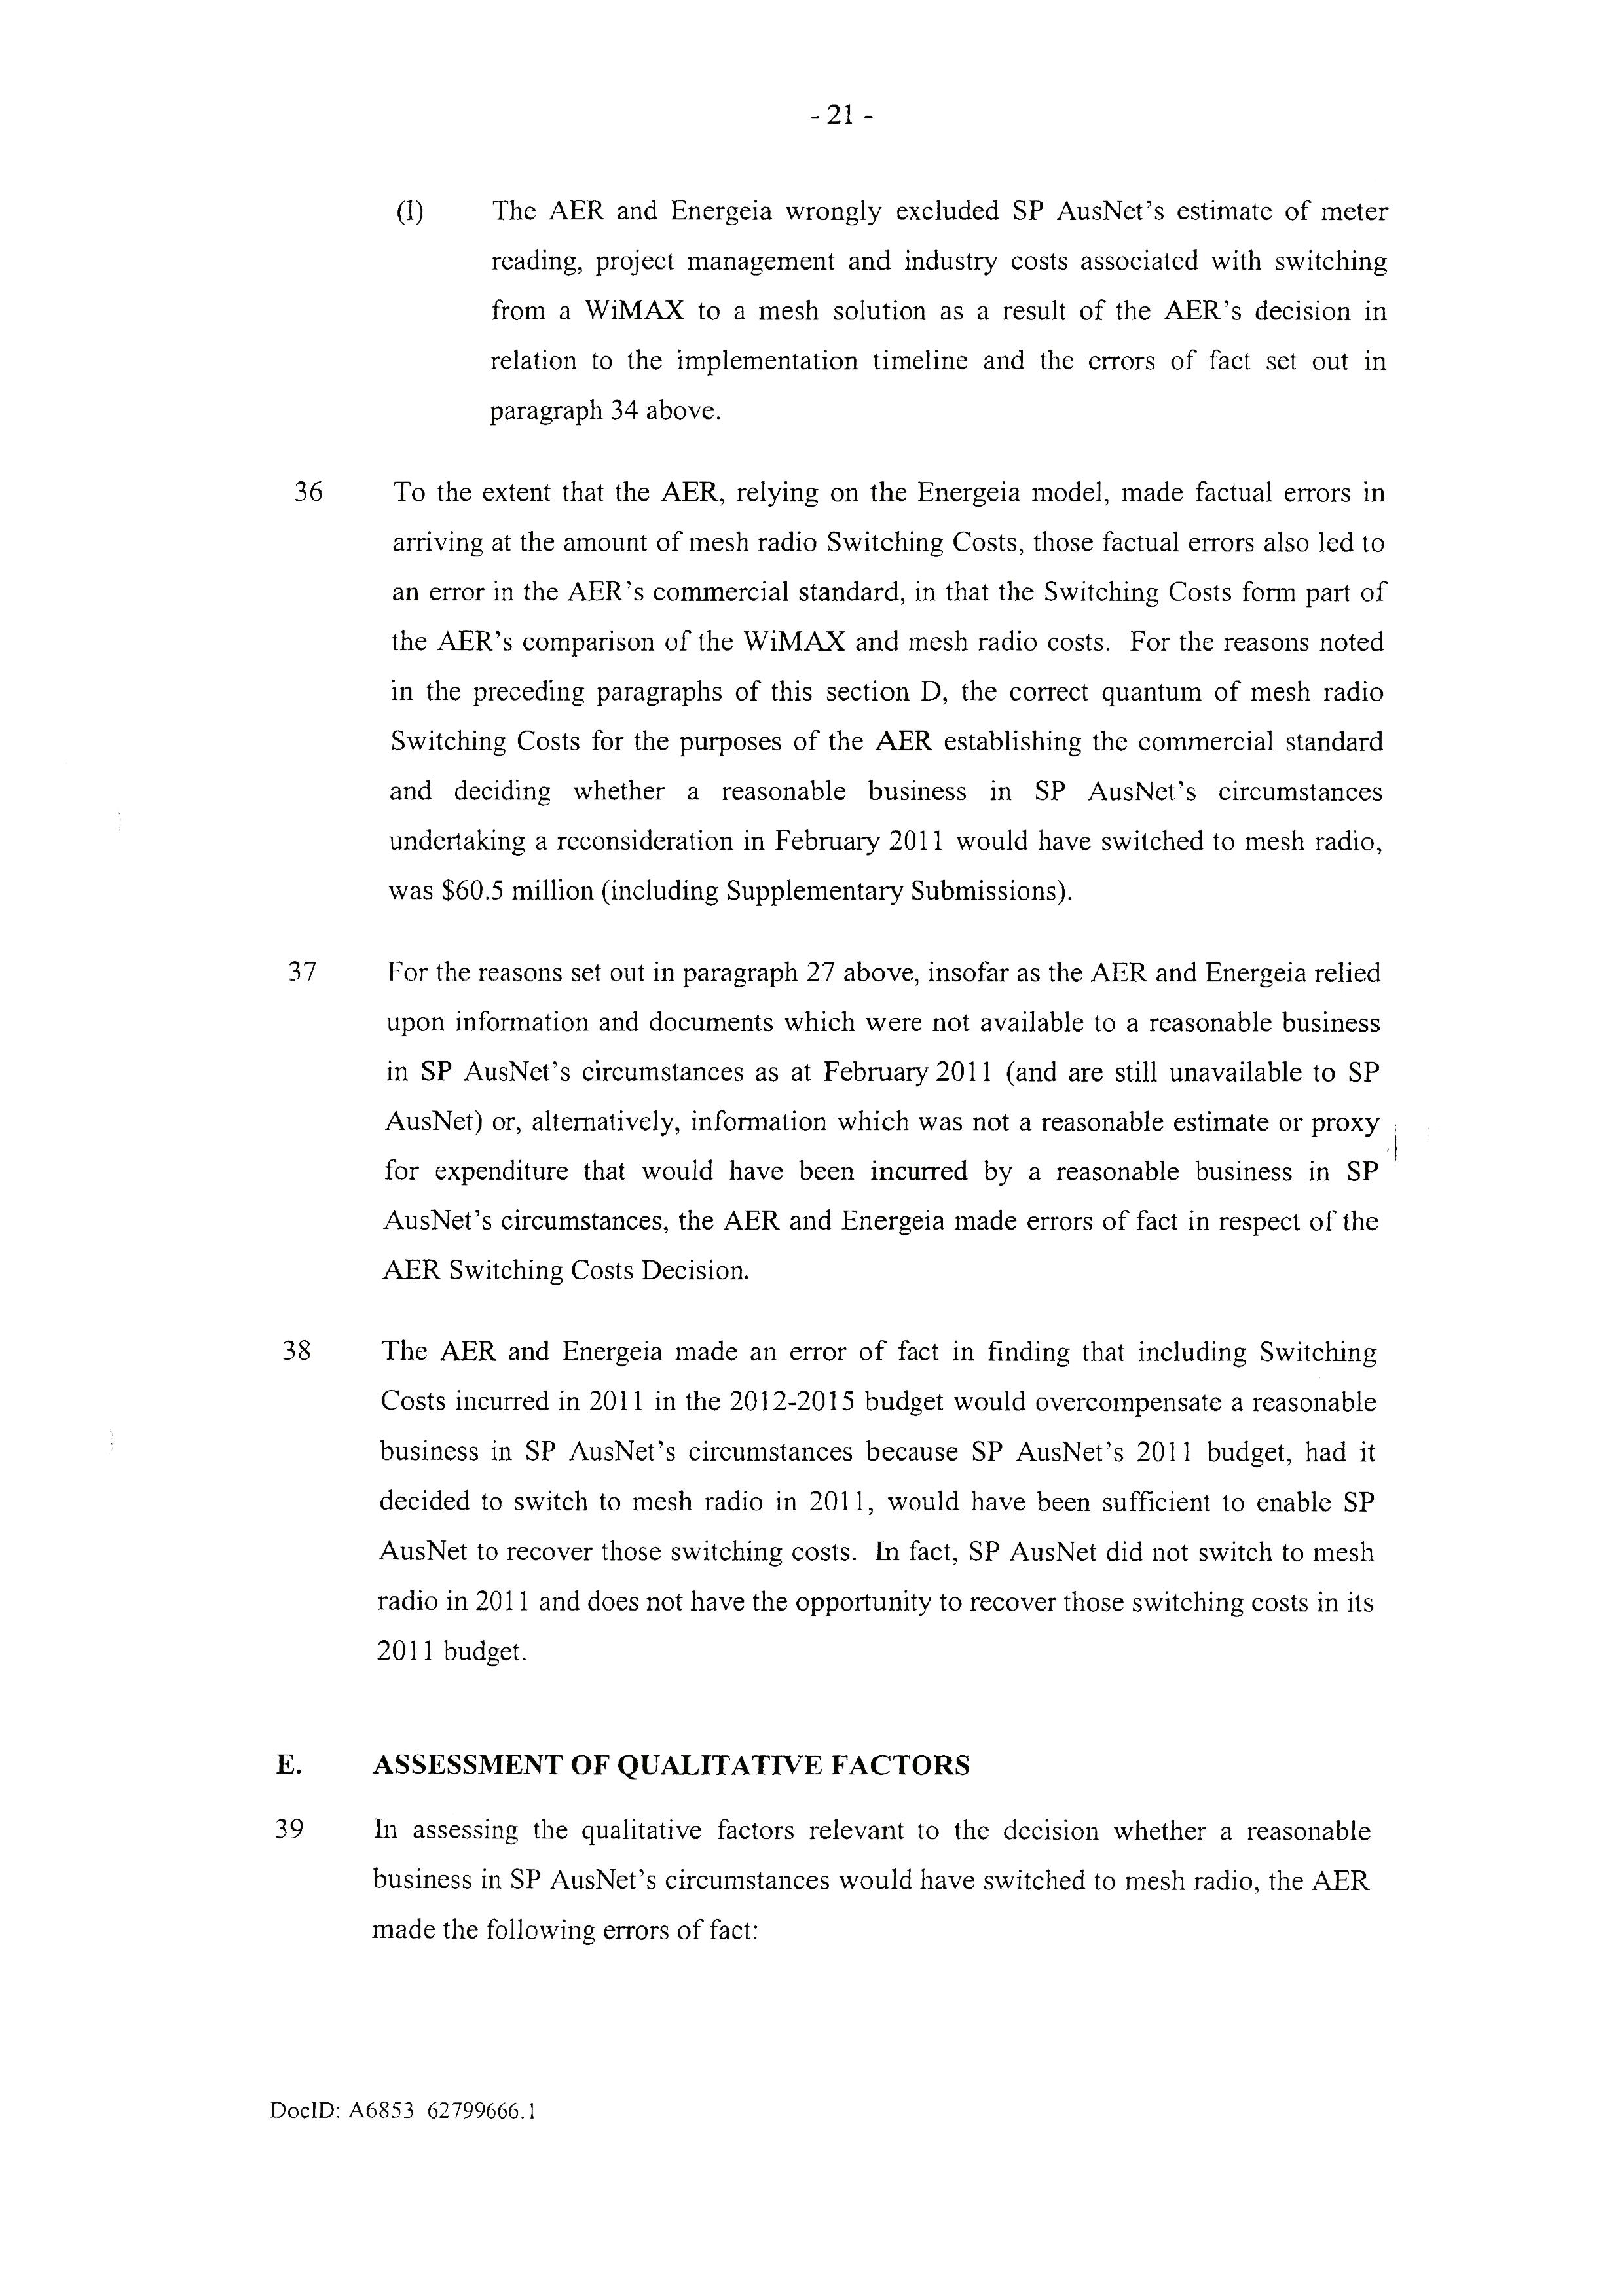 - 21 -
(l) The AER and Energeia wrongly excluded SP AusNet's estimate of meter
reading, project management and industry costs associated with switching
from a WiMAX to a mesh solution as a result of the AER's decision in
relation to the implementation timeline and the errors of fact set out in
paragraph 34 above.
36 To the extent that the AER, relying on the Energeia model, made factual errors in
arriving at the amount of mesh radio Switching Costs, those factual errors also led to
an error in the AER's commercial standard, in that the Switching Costs form part of
the AER's comparison of the WiMAX and mesh radio costs. For the reasons noted
in the preceding paragraphs of this section D, the correct quantum of mesh radio
Switching Costs for the purposes of the AER establishing the commercial standard
and deciding whether a reasonable business in SP AusNet's circumstances
undertaking a reconsideration in February 2011 would have switched to mesh radio,
was $60.5 million (including Supplementary Submissions).
37 For the reasons set out in paragraph 27 above, insofar as the AER and Energeia relied
upon information and documents which were not available to a reasonable business
in SP AusNet's circumstances as at February 2011 (and are still unavailable to SP
AusNet) or, alternatively, information which was not a reasonable estimate or proxy
for expenditure that would have been incurred by a reasonable business in SP
AusNet's circumstances, the AER and Energeia made errors of fact in respect of the
AER Switching Costs Decision.
38 The AER and Energeia made an error of fact in finding that including Switching
Costs incurred in 2011 in the 2012-2015 budget would overcompensate a reasonable
business in SP AusNet's circumstances because SP AusNet's 2011 budget, had it
decided to switch to mesh radio in 2011, would have been sufficient to enable SP
AusNet to recover those switching costs. In fact, SP AusNet did not switch to mesh
radio in 2011 and does not have the opportunity to recover those switching costs in its
2011 budget.
E. ASSESSMENT OF QUALITATIVE FACTORS
39 In assessing the qualitative factors relevant to the decision whether a reasonable
business in SP AusNet's circumstances would have switched to mesh radio, the AER
made the following errors of fact:
DocID: A6853 62799666.1